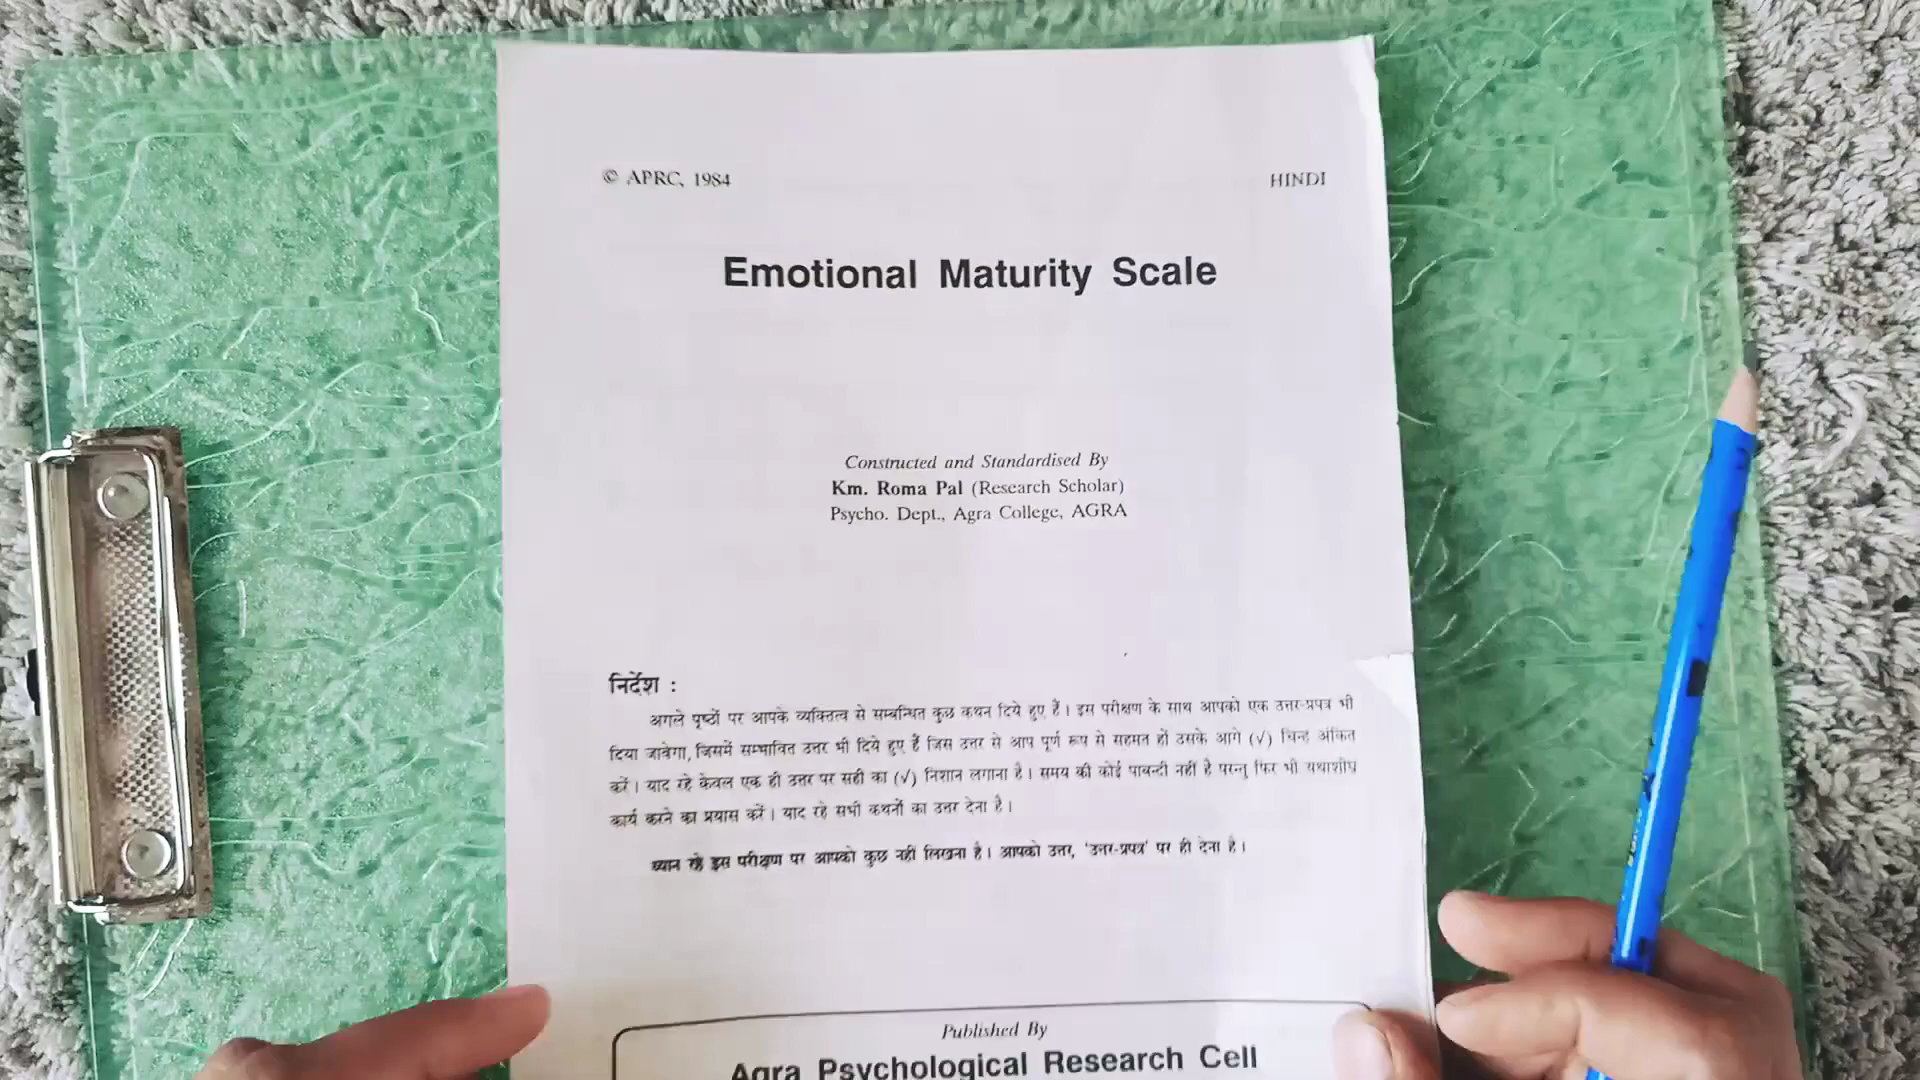 © APRC, 1984
HINDI
Emotional Maturity Scale
Constructed and Standardised By
Km. Roma Pal (Research Scholar)
Psycho. Dept., Agra College, AGRA
निर्देश :
अगले पृष्ठों पर आपके व्यक्तित्व से सम्बन्धित कुछ कथन दिये हुए हैं। इस परीक्षण के साथ आपको एक उत्तर-प्रपत्र भी
दिया जावेगा, जिसमें सम्भावित उत्तर भी दिये हुए हैं जिस उत्तर से आप पूर्ण रूप से सहमत हों उसके आगे (√) चिन्ह अंकित
करें। याद रहे केवल एक ही उत्तर पर सही का (√) निशान लगाना है। समय की कोई पाबन्दी नहीं है परन्तु फिर भी यथाशीघ्र
कार्य करने का प्रयास करें। याद रहे सभी कथनों का उत्तर देना है।
ध्यान रहे इस परीक्षण पर आपको कुछ नहीं लिखना है। आपको उत्तर, 'उत्तर-प्रपत्र' पर ही देना है।
Published By
Agra Psychological Research Cell